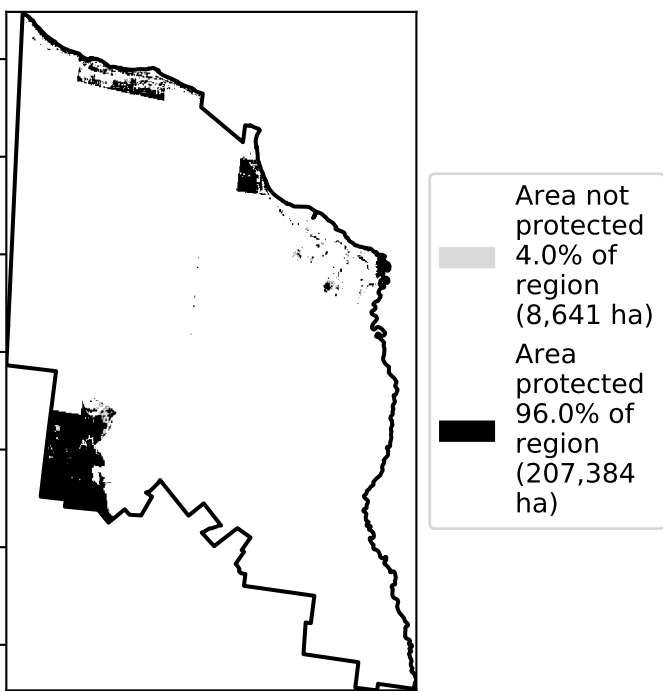 Area not
protected
4.0% of
region
(8,641 ha)
Area
protected
96.0% of
region
(207,384
ha)